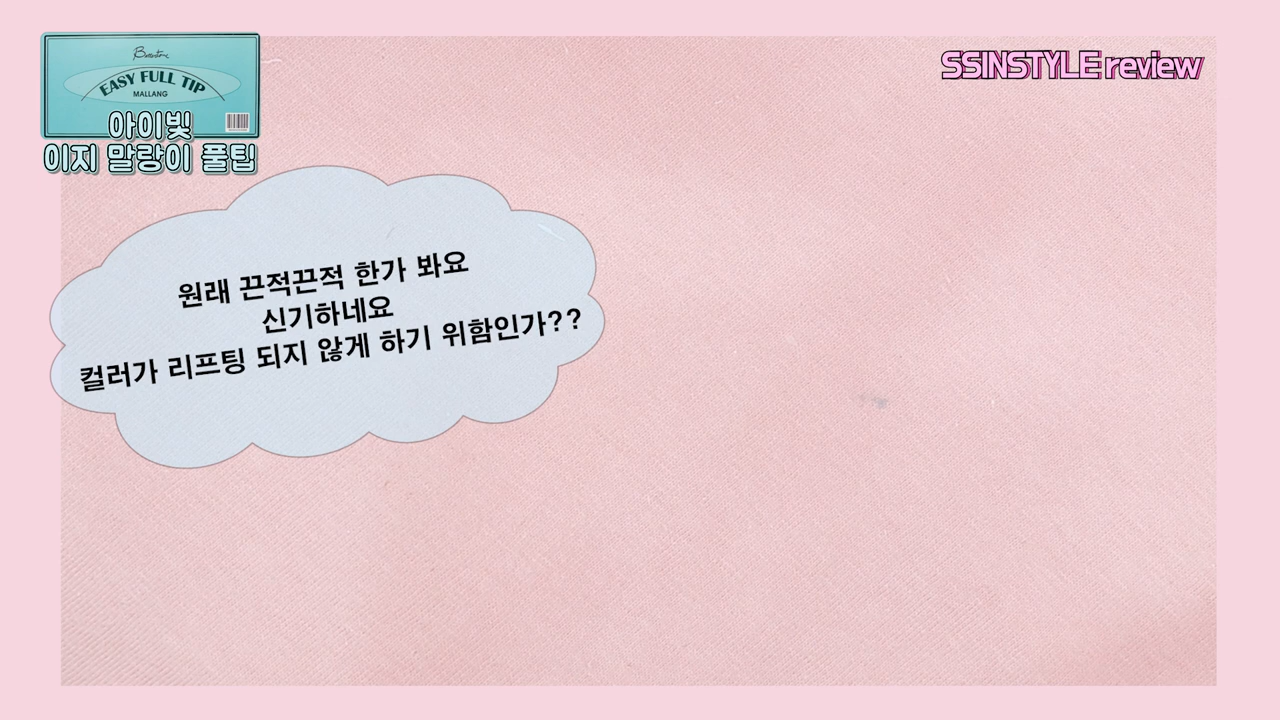 EASY FULL TIP
MALLANG
아이빛
이지 말랑이 풀팁
SSINSTYLE review
원래 끈적끈적 한가 봐요
신기하네요
컬러가 리프팅 되지 않게 하기 위함인가??